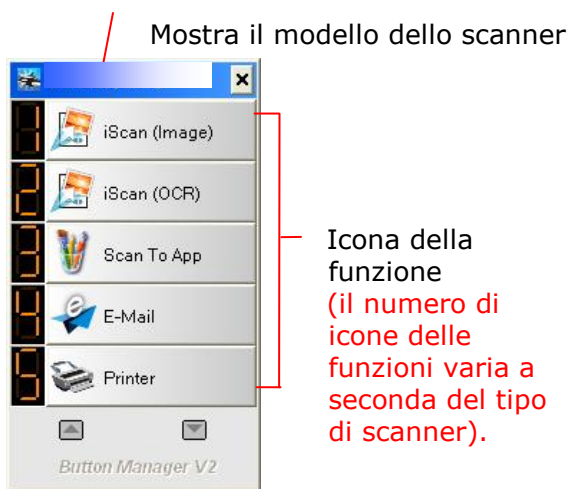 Mostra il modello dello scanner
1 iScan (Image)
2 iScan (OCR)
3 Scan To App
4 E-Mail
5 Printer
Button Manager V2
Icona della
funzione
(il numero di
icone delle
funzioni varia a
seconda del tipo
di scanner).